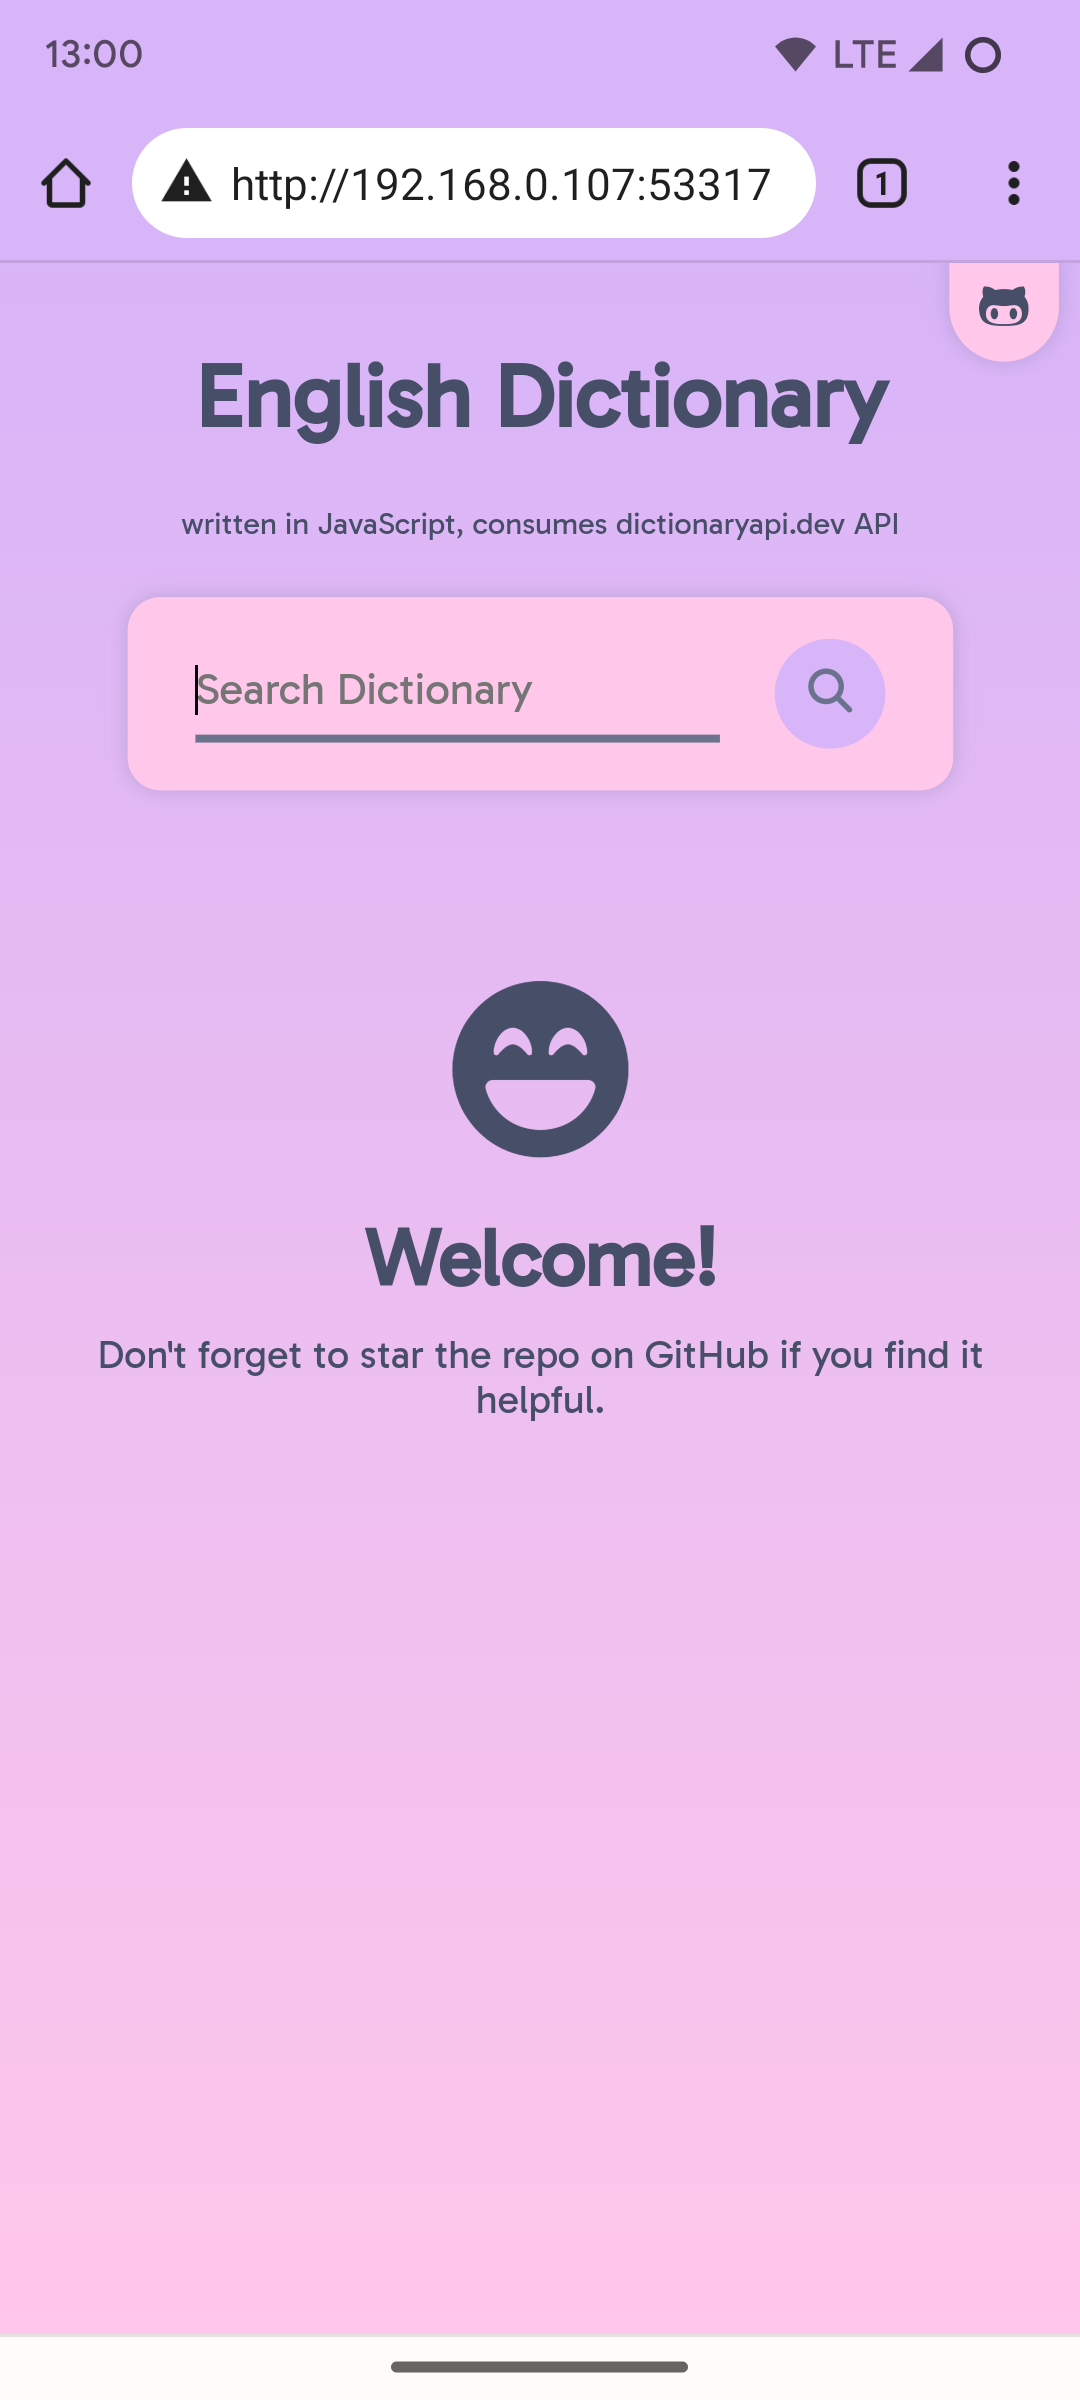 13:00
LTE
http://192.168.0.107:53317
1
English Dictionary
written in JavaScript, consumes dictionaryapi.dev API
Search Dictionary
Welcome!
Don't forget to star the repo on GitHub if you find it
helpful.